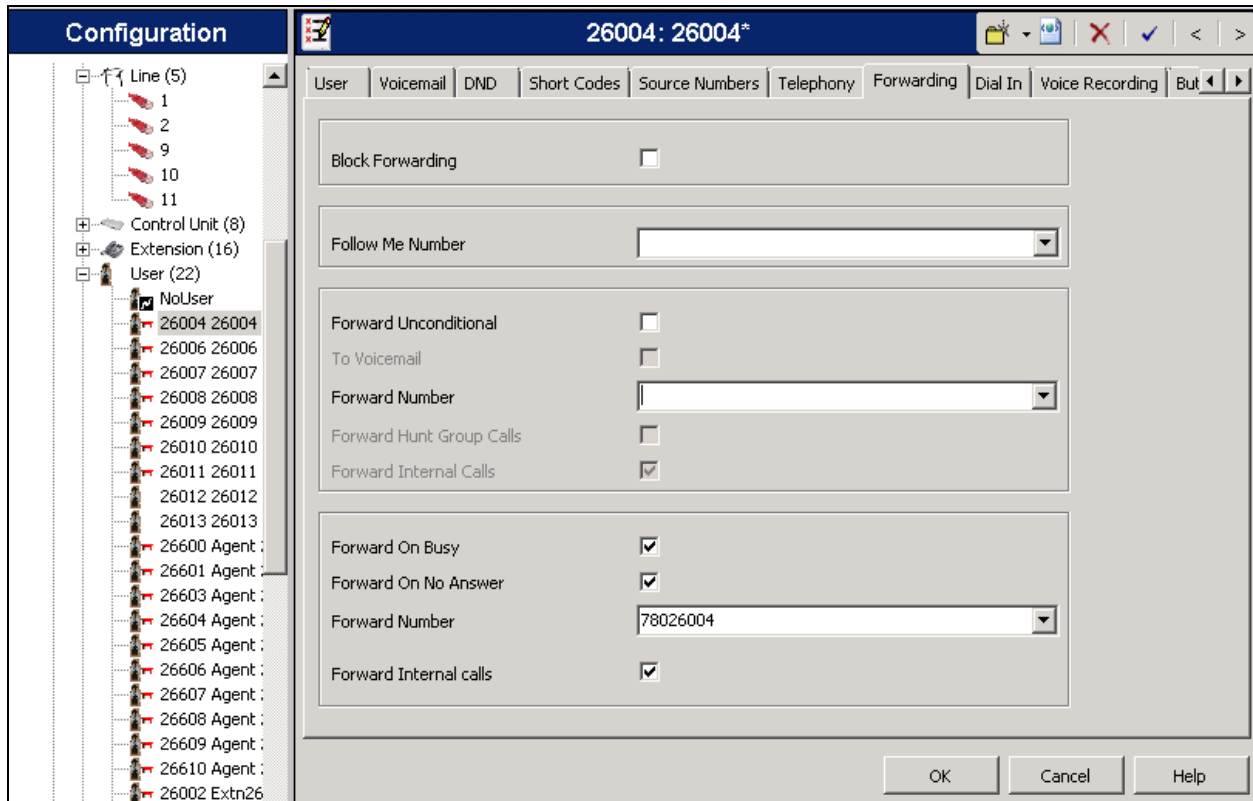 Configuration
Line (5)
1
2
9
10
11
Control Unit (8)
Extension (16)
User (22)
NoUser
26004 26004
26006 26006
26007 26007
26008 26008
26009 26009
26010 26010
26011 26011
26012 26012
26013 26013
26600 Agent
26601 Agent
26603 Agent
26604 Agent
26605 Agent
26606 Agent
26607 Agent
26608 Agent
26609 Agent
26610 Agent
26002 Extn26
26004: 26004*
< >
User Voicemail DND Short Codes Source Numbers Telephony Forwarding Dial In Voice Recording But
Block Forwarding
Follow Me Number
Forward Unconditional
To Voicemail
Forward Number
Forward Hunt Group Calls
Forward Internal Calls
Forward On Busy
Forward On No Answer
Forward Number 78026004
Forward Internal calls
OK Cancel Help